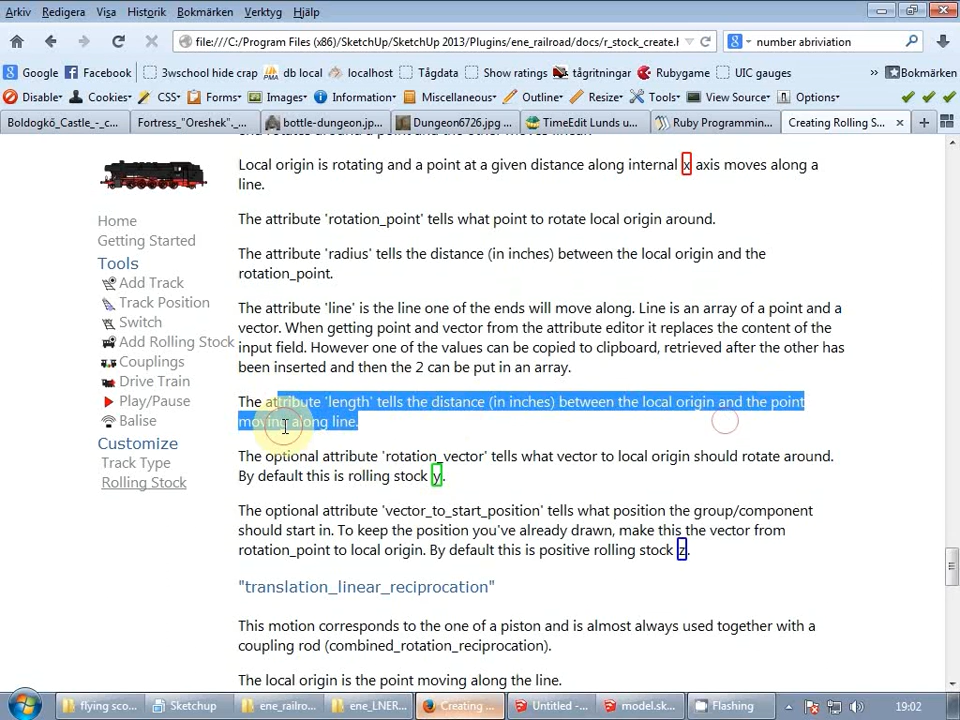 Arkiv Redigera Visa Historik Bokmärken Verktyg Hjälp
file:///C:/Program Files (x86)/SketchUp/SketchUp 2013/Plugins/ene_railroad/docs/r_stock_create.h
number abriviation
Google Facebook 3wschool hide crap db local localhost Tågdata Show ratings tågritningar Rubygame UIC gauges » Bokmärken
Disable Cookies CSS Forms Images Information Miscellaneous Outline Resize Tools View Source Options
Boldogkő_Castle_-_c... Fortress_"Oreshek"._... bottle-dungeon.jp... Dungeon6726.jpg ... TimeEdit Lunds u... Ruby Programmin... Creating Rolling S... ×
Local origin is rotating and a point at a given distance along internal x axis moves along a
line.
The attribute 'rotation_point' tells what point to rotate local origin around.
The attribute 'radius' tells the distance (in inches) between the local origin and the
rotation_point.
The attribute 'line' is the line one of the ends will move along. Line is an array of a point and a
vector. When getting point and vector from the attribute editor it replaces the content of the
input field. However one of the values can be copied to clipboard, retrieved after the other has
been inserted and then the 2 can be put in an array.
The attribute 'length' tells the distance (in inches) between the local origin and the point
moving along line.
The optional attribute 'rotation_vector' tells what vector to local origin should rotate around.
By default this is rolling stock y.
The optional attribute 'vector_to_start_position' tells what position the group/component
should start in. To keep the position you've already drawn, make this the vector from
rotation_point to local origin. By default this is positive rolling stock z.
"translation_linear_reciprocation"
This motion corresponds to the one of a piston and is almost always used together with a
coupling rod (combined_rotation_reciprocation).
The local origin is the point moving along the line.
Home
Getting Started
Tools
Add Track
Track Position
Switch
Add Rolling Stock
Couplings
Drive Train
Play/Pause
Balise
Customize
Track Type
Rolling Stock
flying sco... Sketchup ene_railro... ene_LNER... Creating ... Untitled - ... model.sk... Flashing 19:02